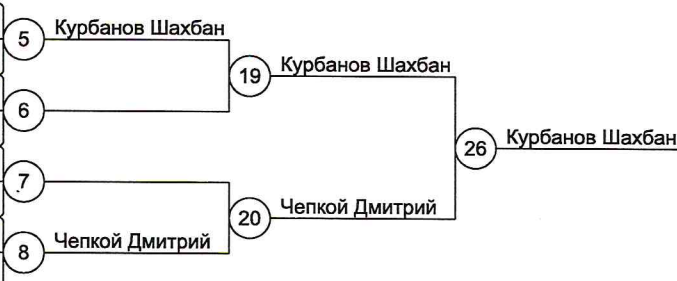 5 Курбанов Шахбан
19 Курбанов Шахбан
6
26 Курбанов Шахбан
7
20 Чепкой Дмитрий
8 Чепкой Дмитрий